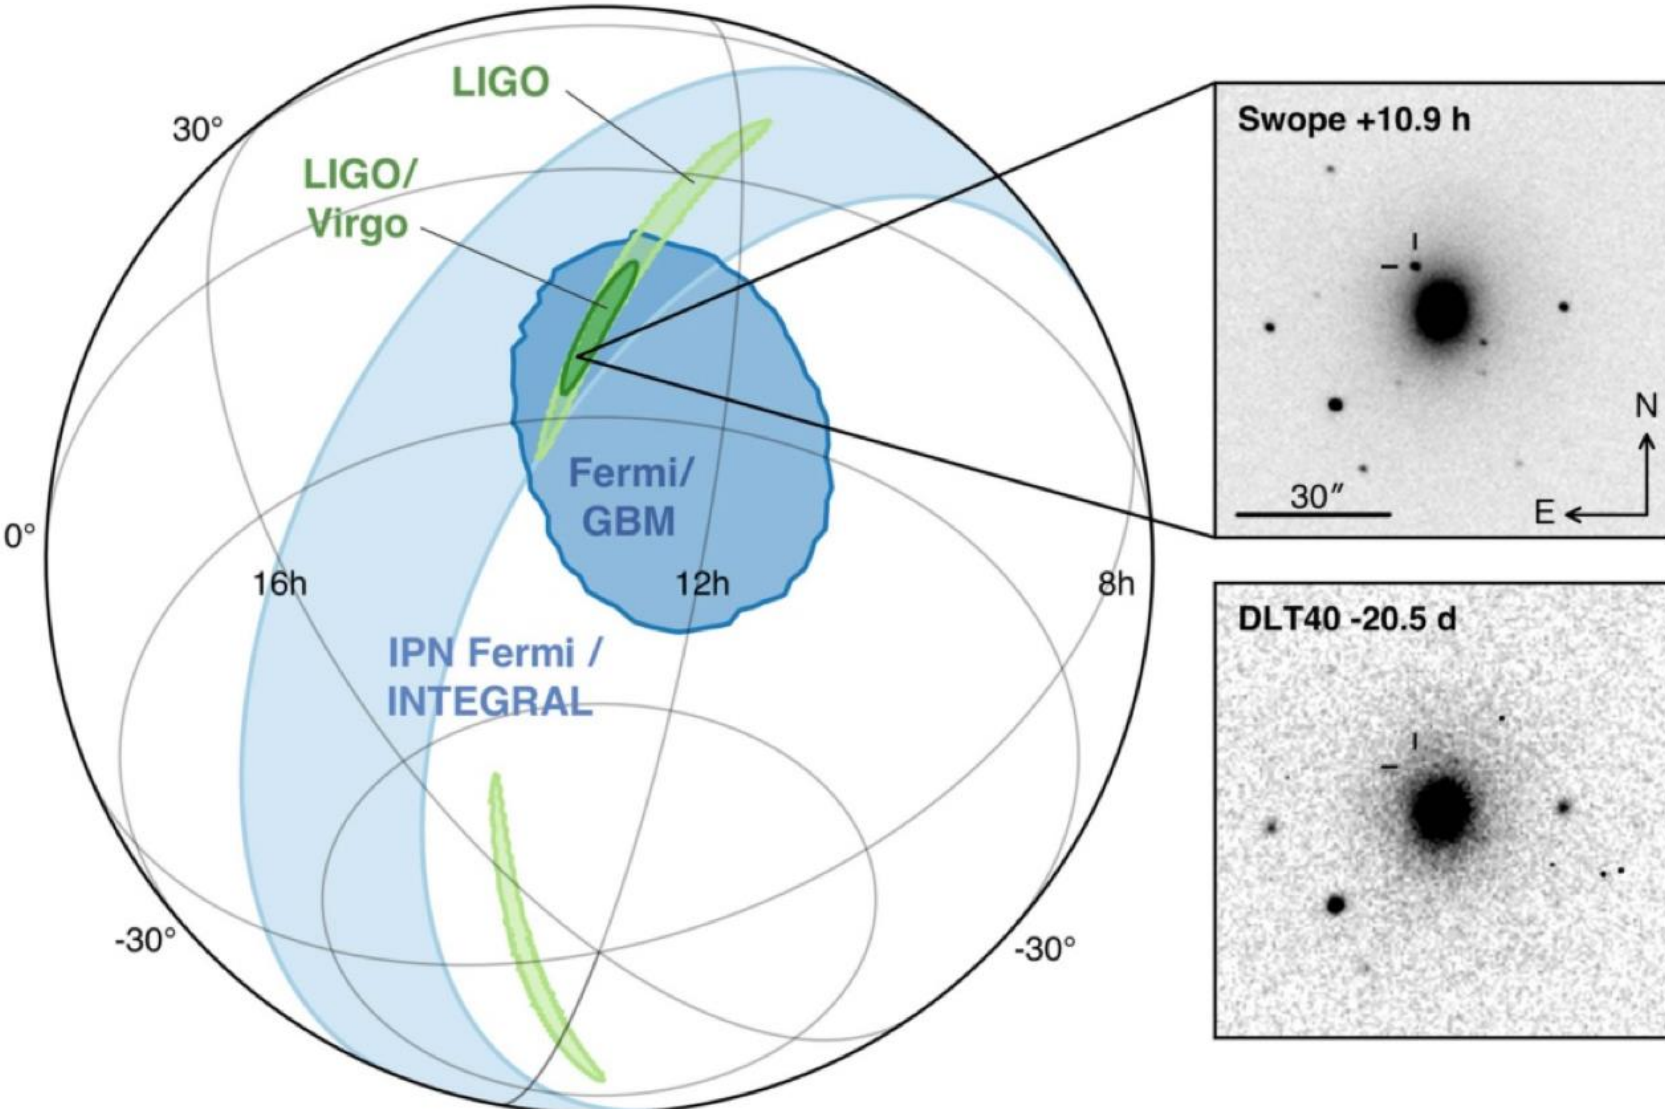 LIGO
30°
LIGO/
Virgo
Fermi/
GBM
0°
16h
12h
8h
IPN Fermi /
INTEGRAL
-30°
-30°
Swope +10.9 h
N
30″
E
DLT40 -20.5 d